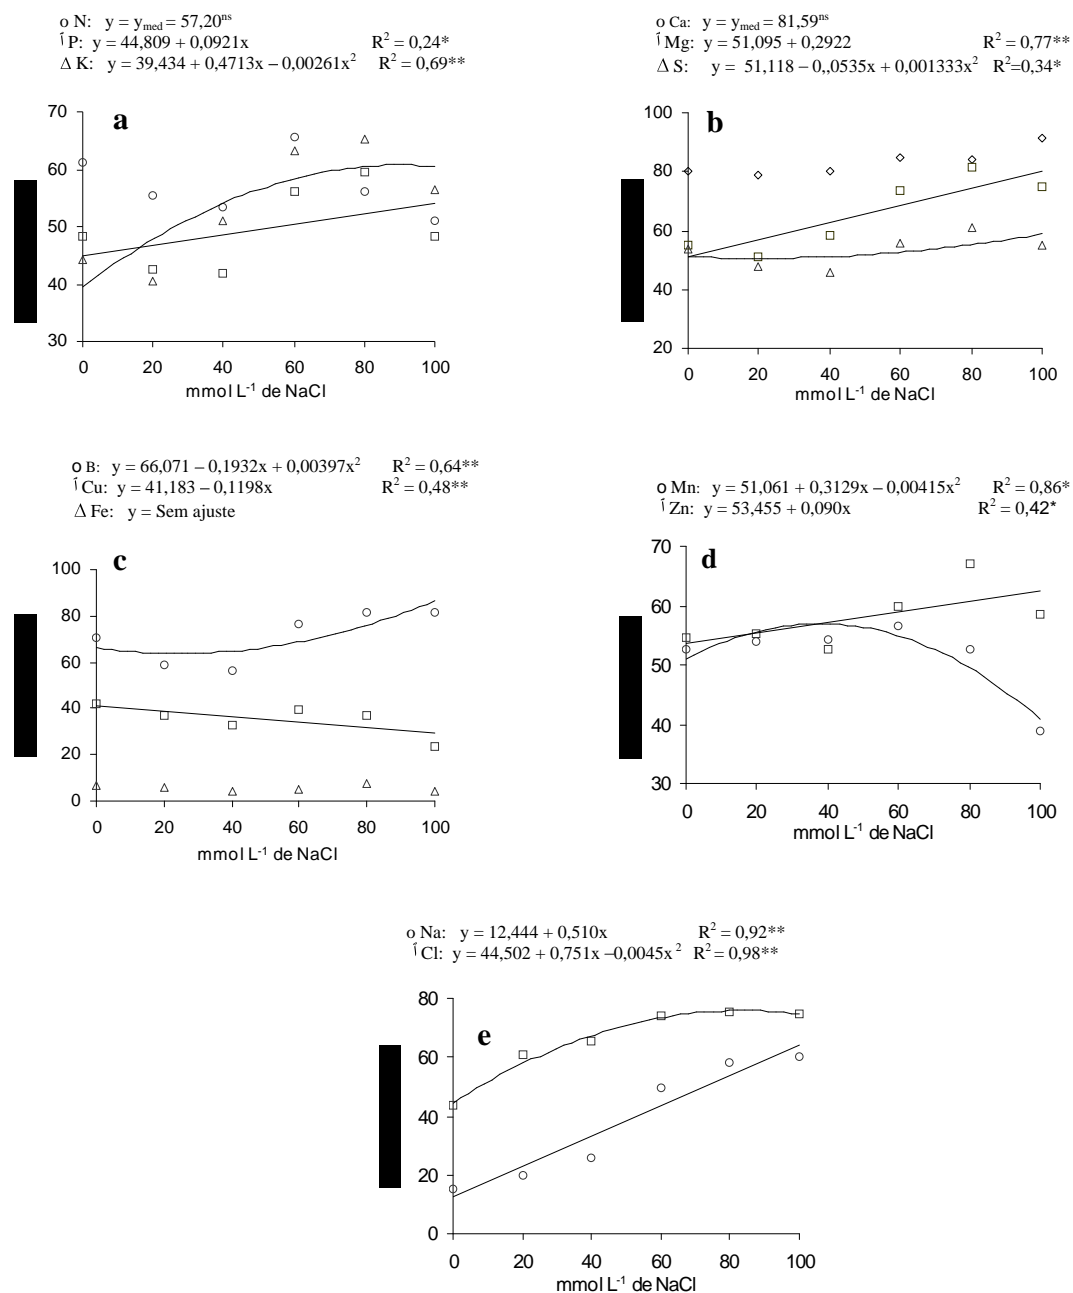 o N: y = y_med = 57,20^ns
P: y = 44,809 + 0,0921x R² = 0,24*
Δ K: y = 39,434 + 0,4713x – 0,00261x² R² = 0,69**
a
70
60
50
40
30
0 20 40 60 80 100
mmol L⁻¹ de NaCl
o Ca: y = y_med = 81,59^ns
Mg: y = 51,095 + 0,2922 R² = 0,77**
Δ S: y = 51,118 – 0,,0535x + 0,001333x² R²=0,34*
b
100
80
60
40
20
0 20 40 60 80 100
mmol L⁻¹ de NaCl
o B: y = 66,071 – 0,1932x + 0,00397x² R² = 0,64**
Cu: y = 41,183 – 0,1198x R² = 0,48**
Δ Fe: y = Sem ajuste
c
100
80
60
40
20
0
0 20 40 60 80 100
mmol L⁻¹ de NaCl
o Mn: y = 51,061 + 0,3129x – 0,00415x² R² = 0,86*
Zn: y = 53,455 + 0,090x R² = 0,42*
d
70
60
50
40
30
0 20 40 60 80 100
mmol L⁻¹ de NaCl
o Na: y = 12,444 + 0,510x R² = 0,92**
Cl: y = 44,502 + 0,751x –0,0045x² R² = 0,98**
e
80
60
40
20
0
0 20 40 60 80 100
mmol L⁻¹ de NaCl